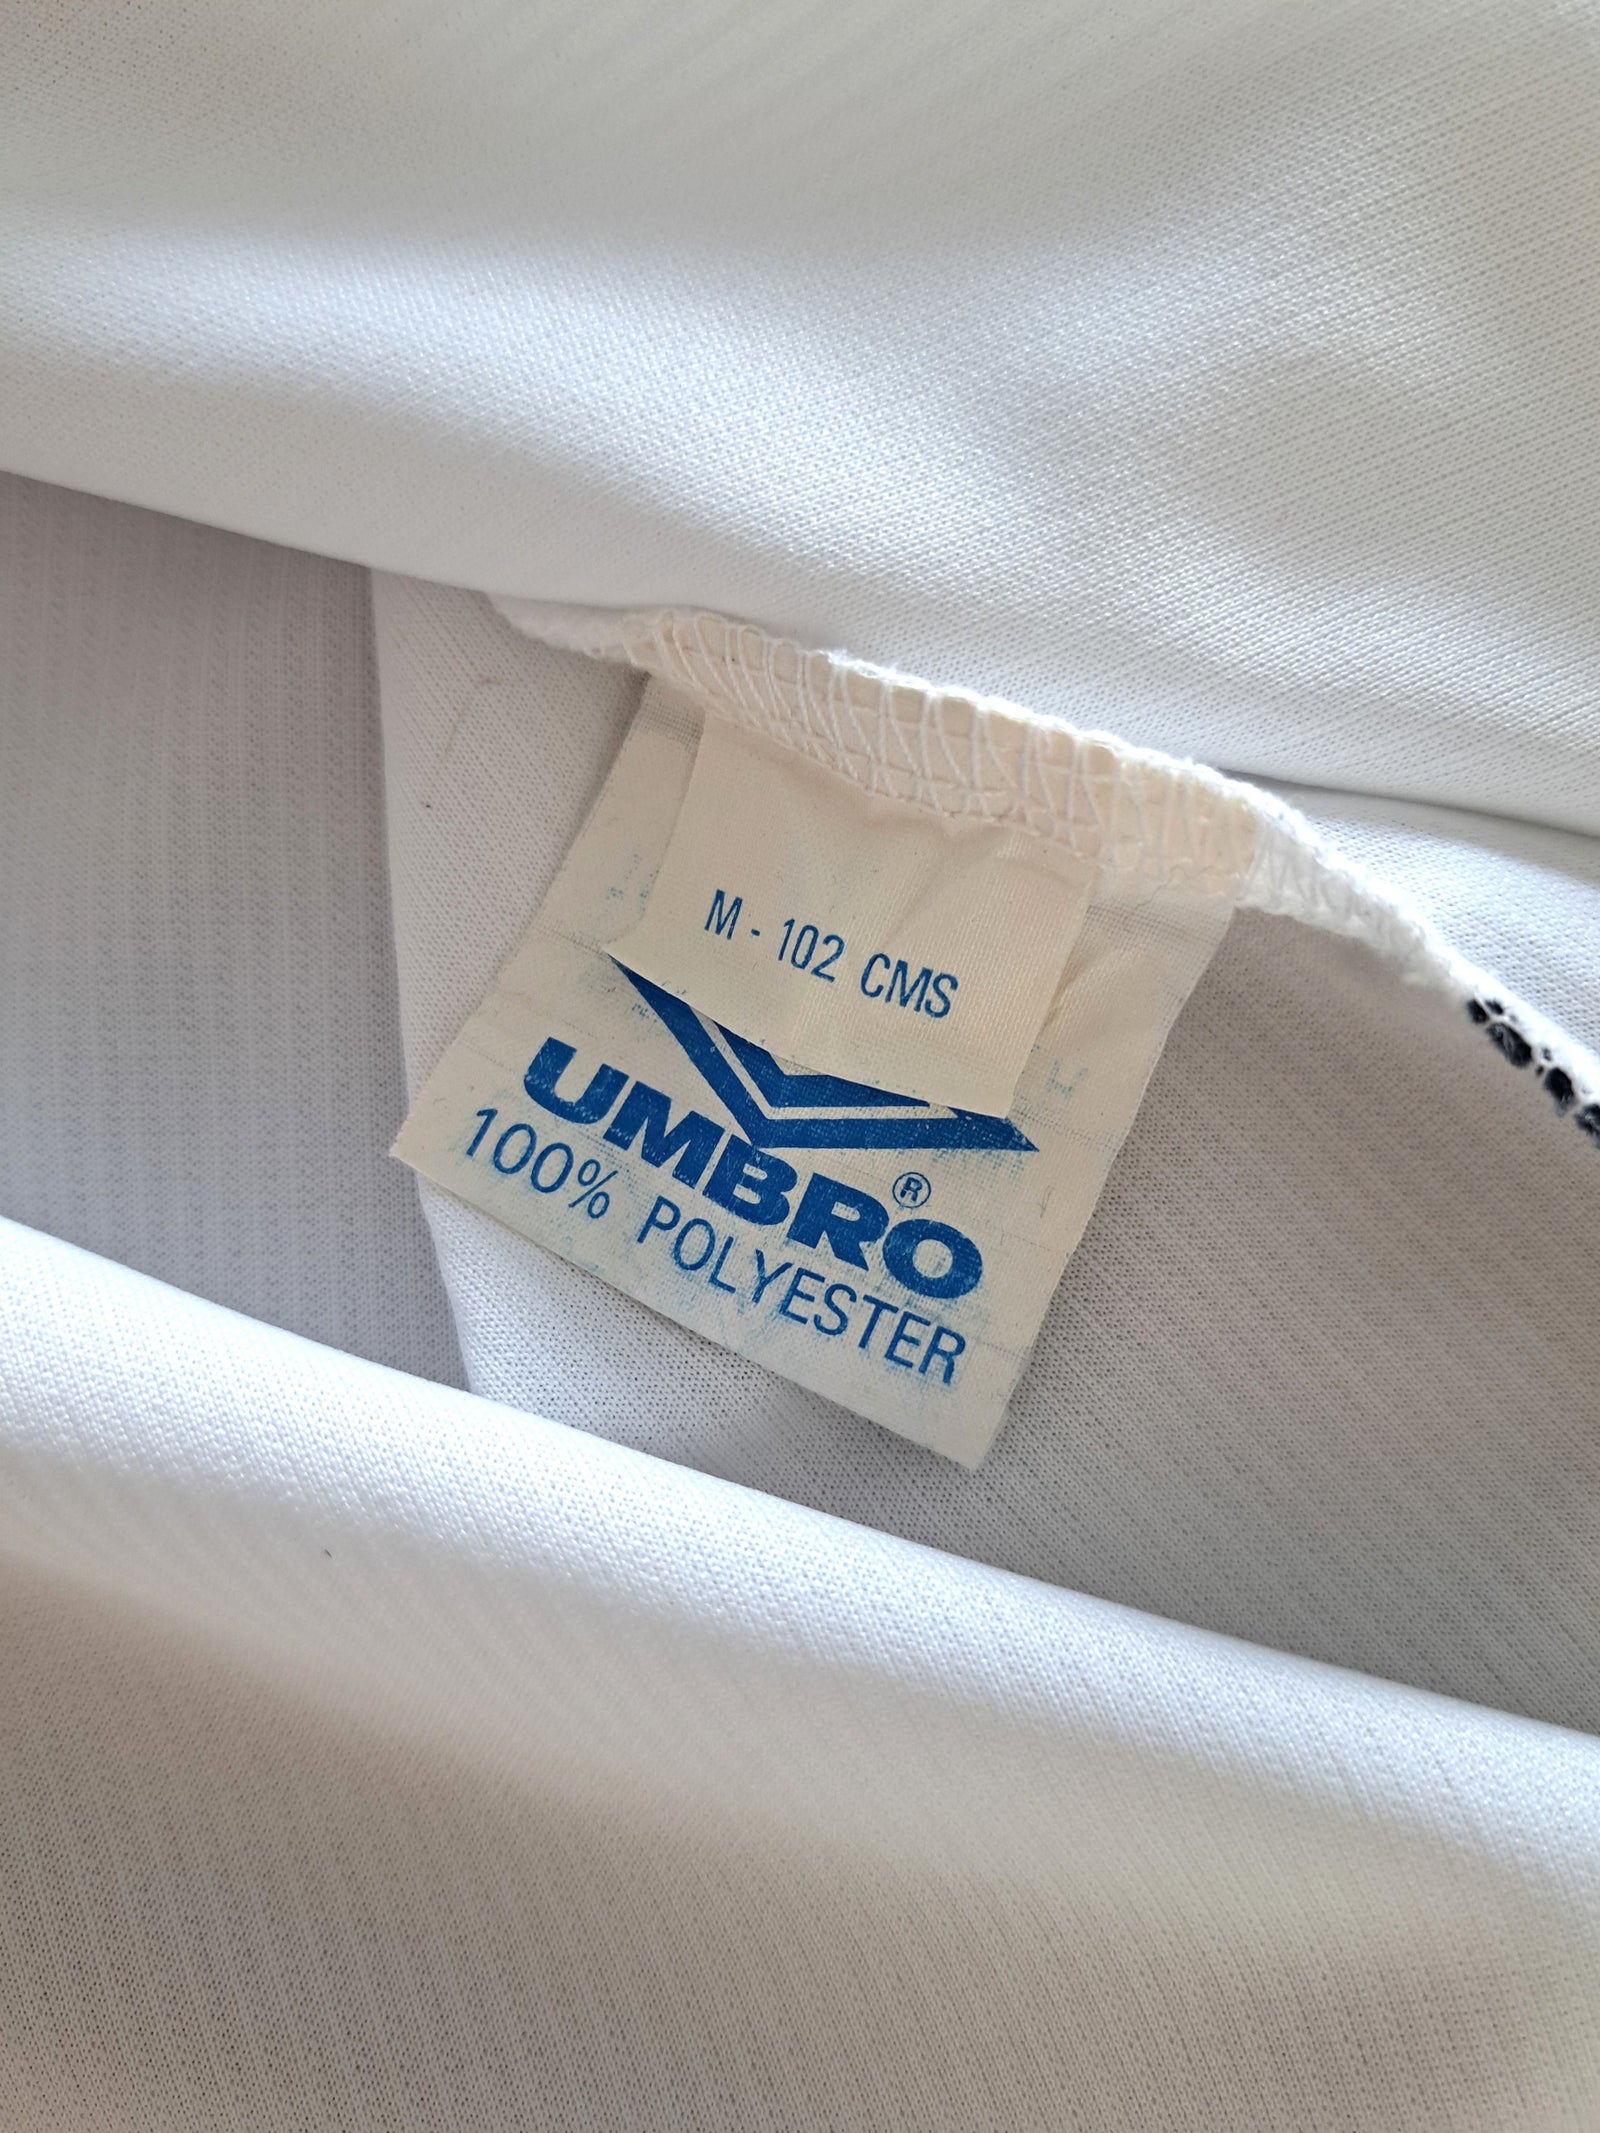 M - 102 CMS
UMBRO®
100% POLYESTER